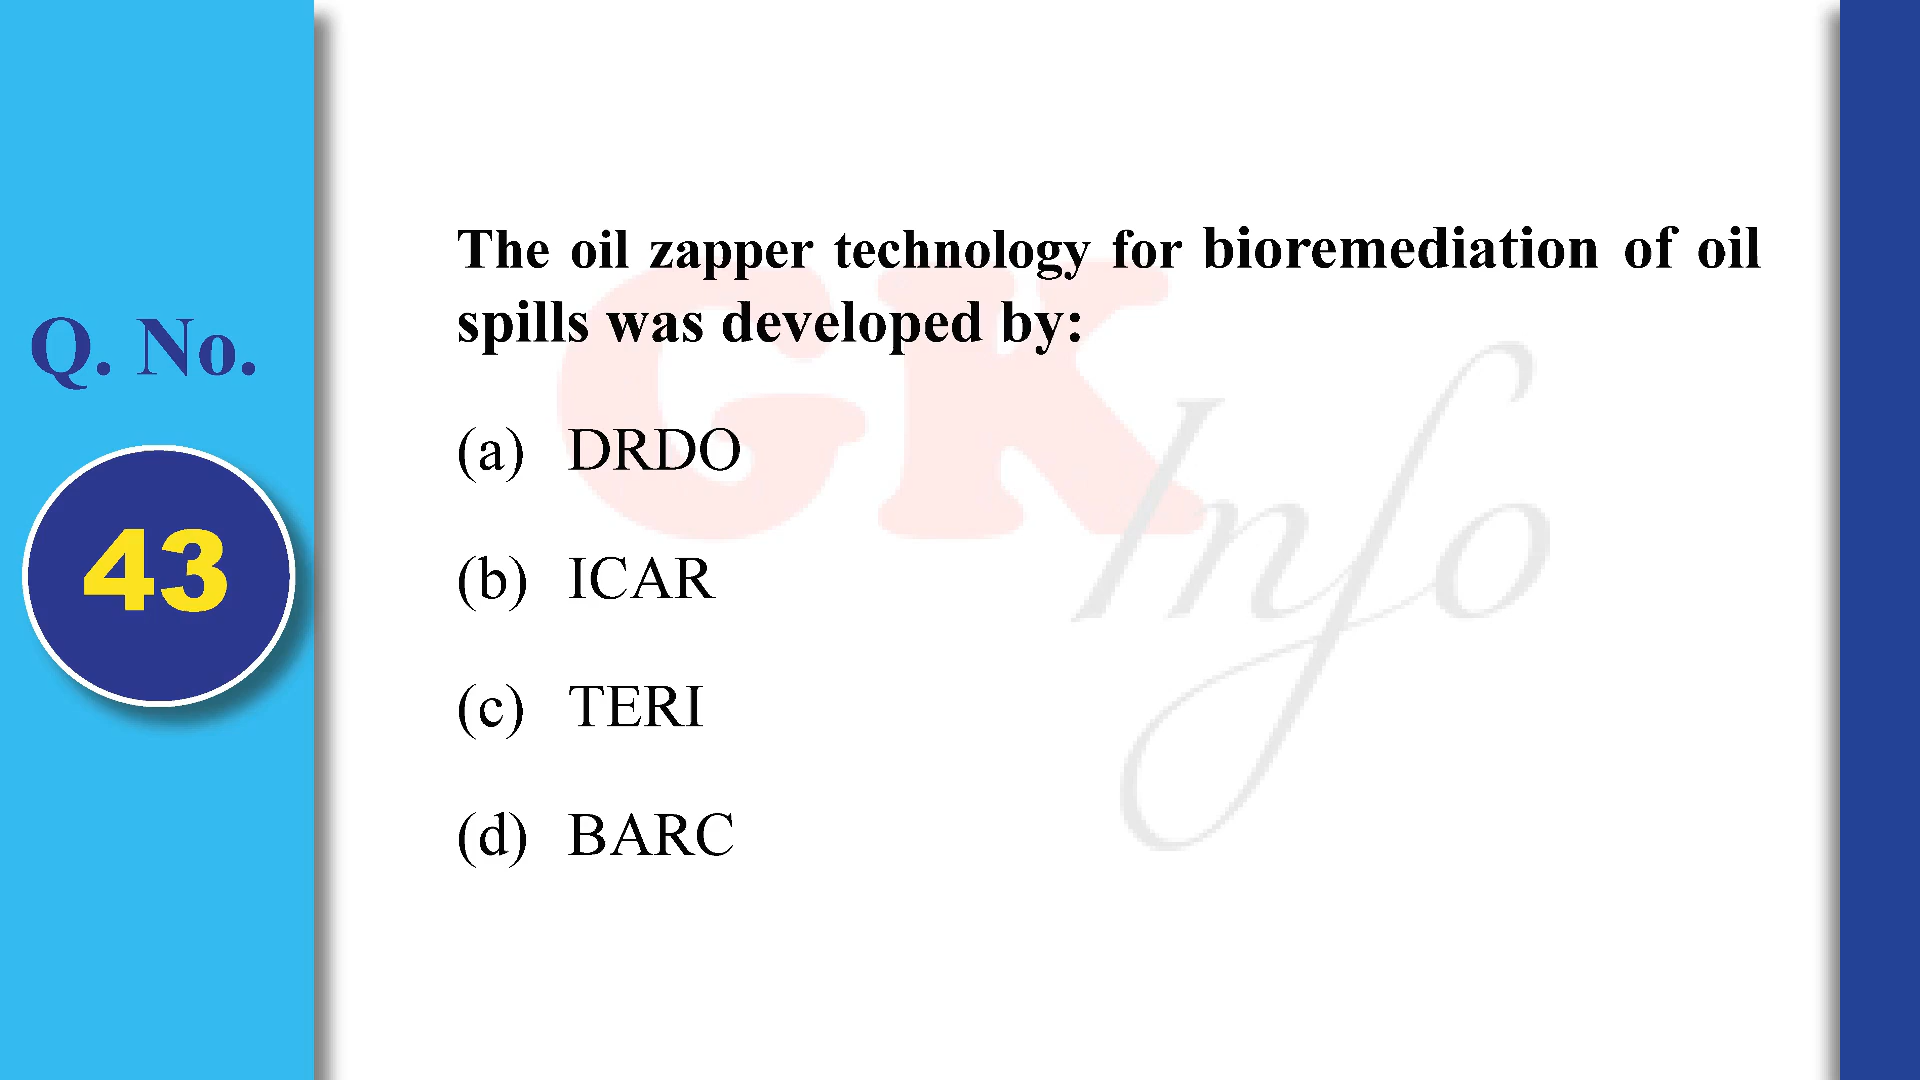 Q. No.
43
The oil zapper technology for bioremediation of oil
spills was developed by:
(a) DRDO
(b) ICAR
(c) TERI
(d) BARC
GK
Info